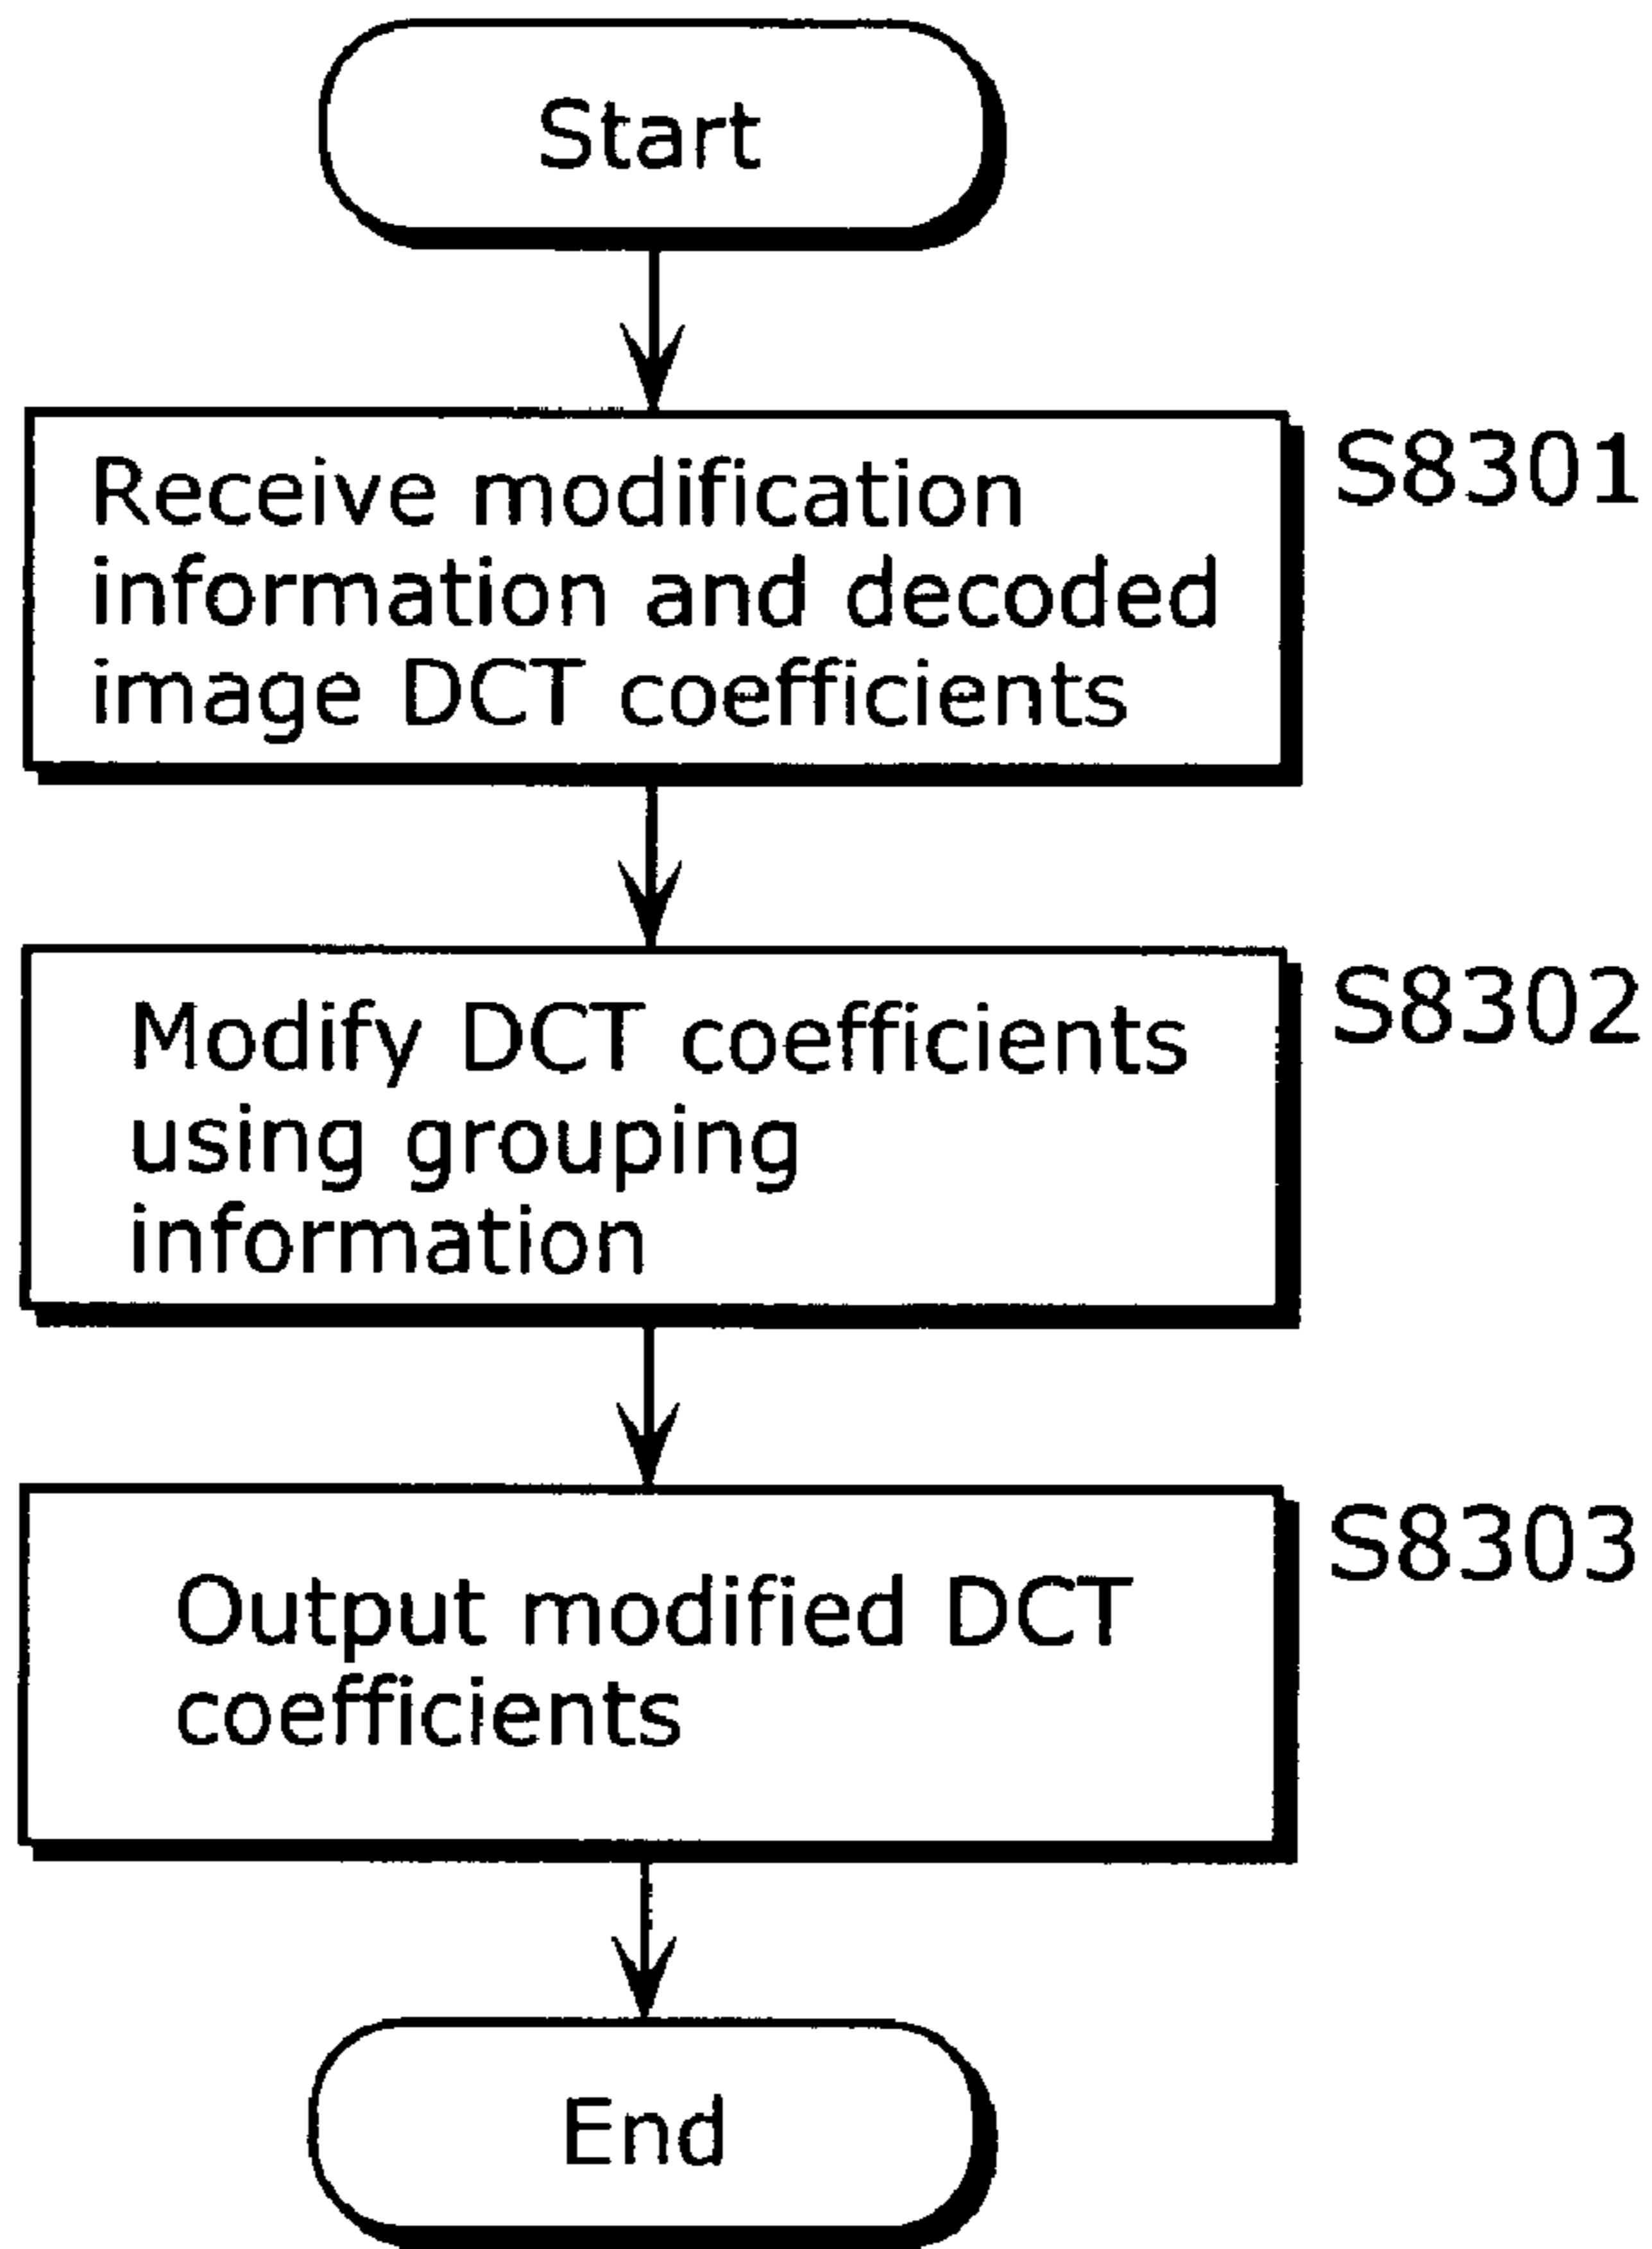 Start
Receive modification
information and decoded
image DCT coefficients
S8301
Modify DCT coefficients
using grouping
information
S8302
Output modified DCT
coefficients
S8303
End